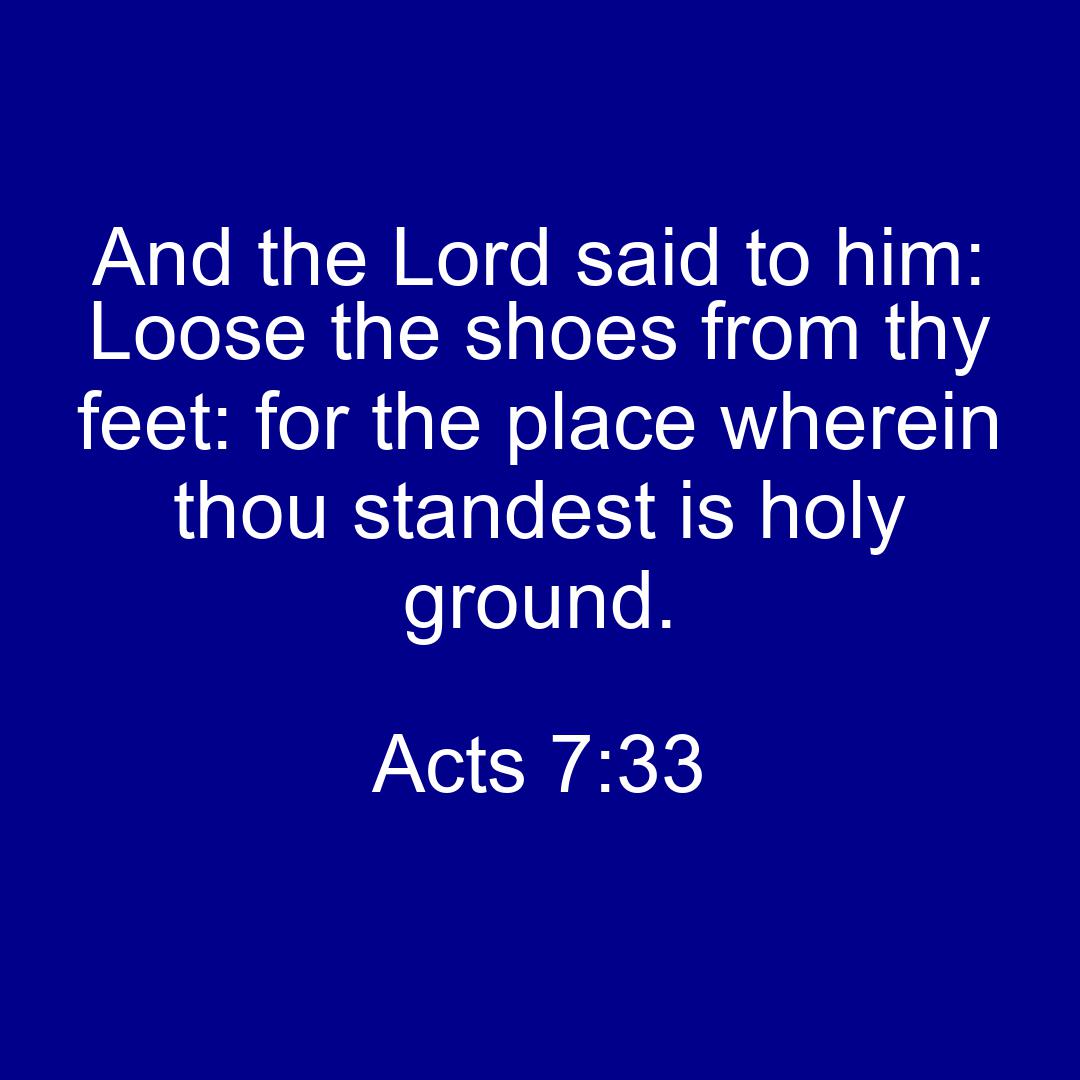 And the Lord said to him:
Loose the shoes from thy
feet: for the place wherein
thou standest is holy
ground.
Acts 7:33